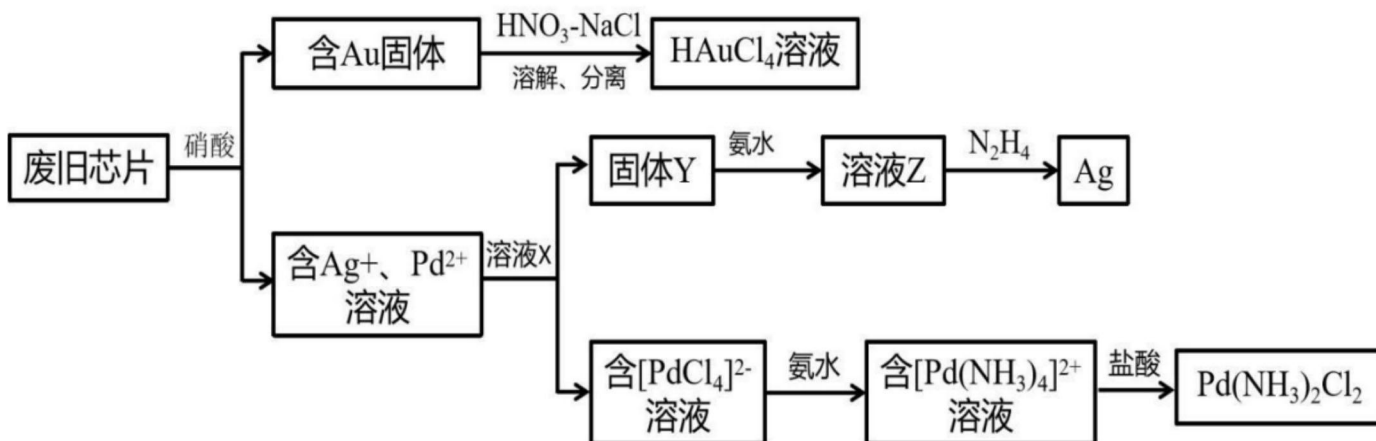 含Au固体
HNO₃-NaCl
溶解、分离
HAuCl₄溶液
废旧芯片
硝酸
固体Y
氨水
溶液Z
N₂H₄
Ag
含Ag+、Pd²⁺
溶液
溶液X
含[PdCl₄]²⁻
溶液
氨水
含[Pd(NH₃)₄]²⁺
溶液
盐酸
Pd(NH₃)₂Cl₂